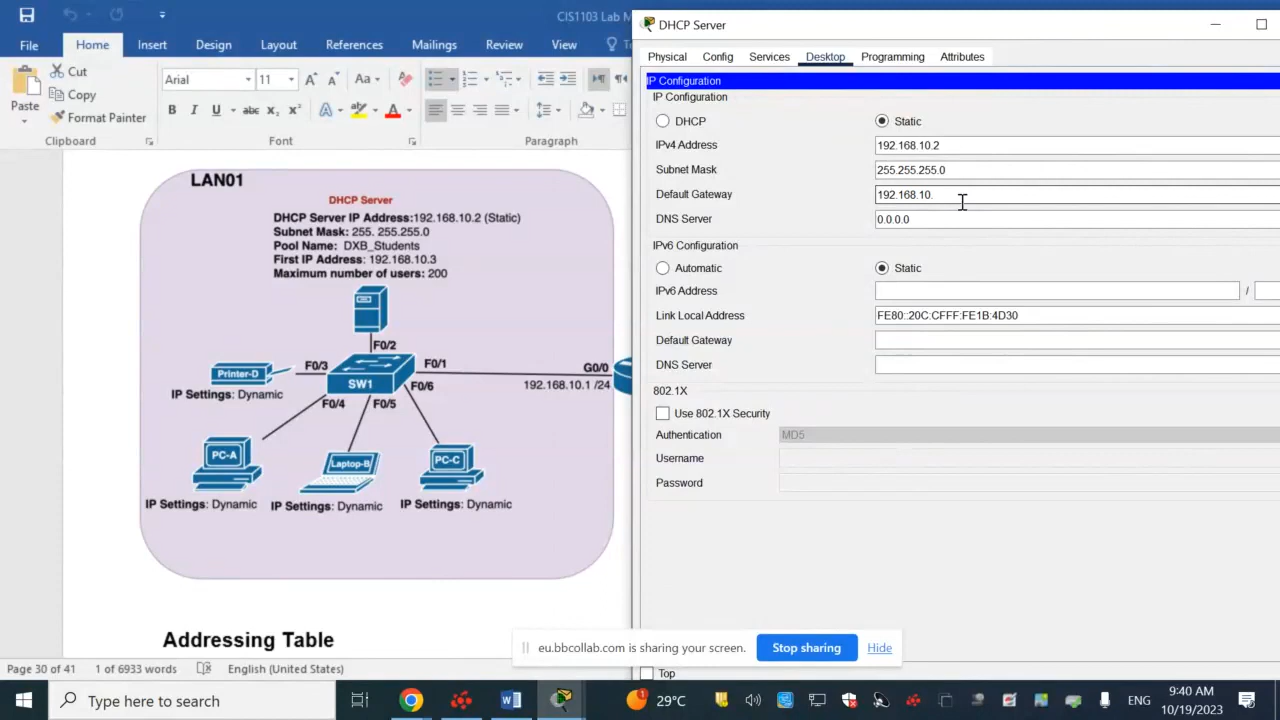 CIS1103 Lab M
File Home Insert Design Layout References Mailings Review View T
Paste
Cut
Copy
Format Painter
Clipboard
Arial 11
B I U abc X₂ X²
Font
Paragraph
LAN01
DHCP Server
DHCP Server IP Address:192.168.10.2 (Static)
Subnet Mask: 255. 255.255.0
Pool Name: DXB_Students
First IP Address: 192.168.10.3
Maximum number of users: 200
F0/2
F0/3
F0/1
G0/0
Printer-D
SW1
F0/6
192.168.10.1 /24
IP Settings: Dynamic
F0/4
F0/5
PC-A
Laptop-B
PC-C
IP Settings: Dynamic
IP Settings: Dynamic
IP Settings: Dynamic
Addressing Table
Page 30 of 41 1 of 6933 words English (United States)
DHCP Server
Physical Config Services Desktop Programming Attributes
IP Configuration
IP Configuration
DHCP Static
IPv4 Address 192.168.10.2
Subnet Mask 255.255.255.0
Default Gateway 192.168.10.
DNS Server 0.0.0.0
IPv6 Configuration
Automatic Static
IPv6 Address /
Link Local Address FE80::20C:CFFF:FE1B:4D30
Default Gateway
DNS Server
802.1X
Use 802.1X Security
Authentication MD5
Username
Password
eu.bbcollab.com is sharing your screen. Stop sharing Hide
Top
Type here to search
1
29°C
ENG
9:40 AM
10/19/2023